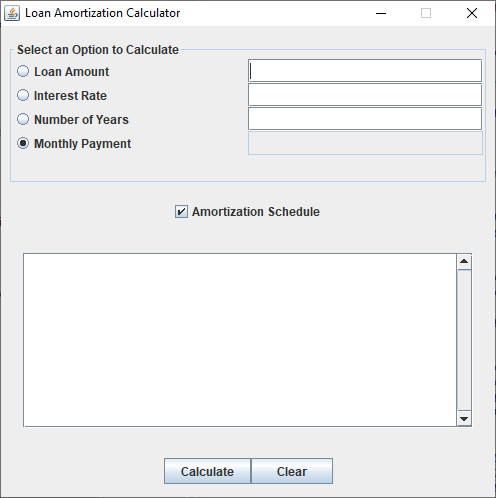 Loan Amortization Calculator
Select an Option to Calculate
Loan Amount
Interest Rate
Number of Years
Monthly Payment
Amortization Schedule
Calculate Clear